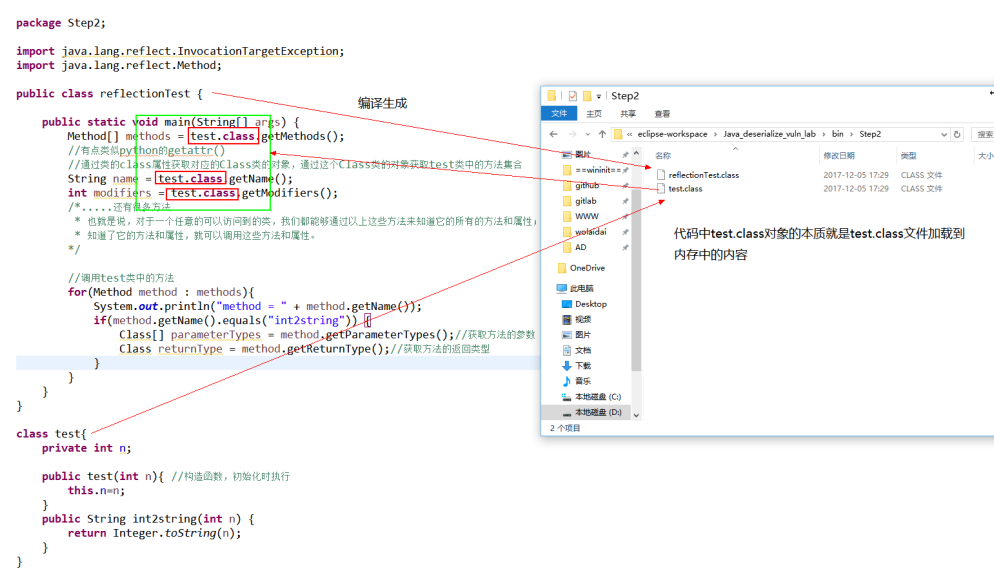 package Step2;
import java.lang.reflect.InvocationTargetException;
import java.lang.reflect.Method;
public class reflectionTest {
编译生成
public static void main(String[] args) {
Method[] methods = test.class.getMethods();
//有点类似python的getattr()
//通过类的class属性获取对应的Class类的对象，通过这个Class类的对象获取test类中的方法集合
String name = test.class.getName();
int modifiers = test.class.getModifiers();
/*.....还有很多方法
* 也就是说，对于一个任意的可以访问到的类，我们都能够通过以上这些方法来知道它的所有的方法和属性；
* 知道了它的方法和属性，就可以调用这些方法和属性。
*/
//调用test类中的方法
for(Method method : methods){
System.out.println("method = " + method.getName());
if(method.getName().equals("int2string")) {
Class[] parameterTypes = method.getParameterTypes();//获取方法的参数
Class returnType = method.getReturnType();//获取方法的返回类型
}
}
}
}
class test{
private int n;
public test(int n){ //构造函数，初始化时执行
this.n=n;
}
public String int2string(int n) {
return Integer.toString(n);
}
}
Step2
文件 主页 共享 查看
« eclipse-workspace › Java_deserialize_vuln_lab › bin › Step2 搜索
图片
==wininit==
github
gitlab
WWW
wolaidai
AD
OneDrive
此电脑
Desktop
视频
图片
文档
下载
音乐
本地磁盘 (C:)
本地磁盘 (D:)
名称 修改日期 类型 大小
reflectionTest.class 2017-12-05 17:29 CLASS 文件
test.class 2017-12-05 17:29 CLASS 文件
代码中test.class对象的本质就是test.class文件加载到
内存中的内容
2 个项目